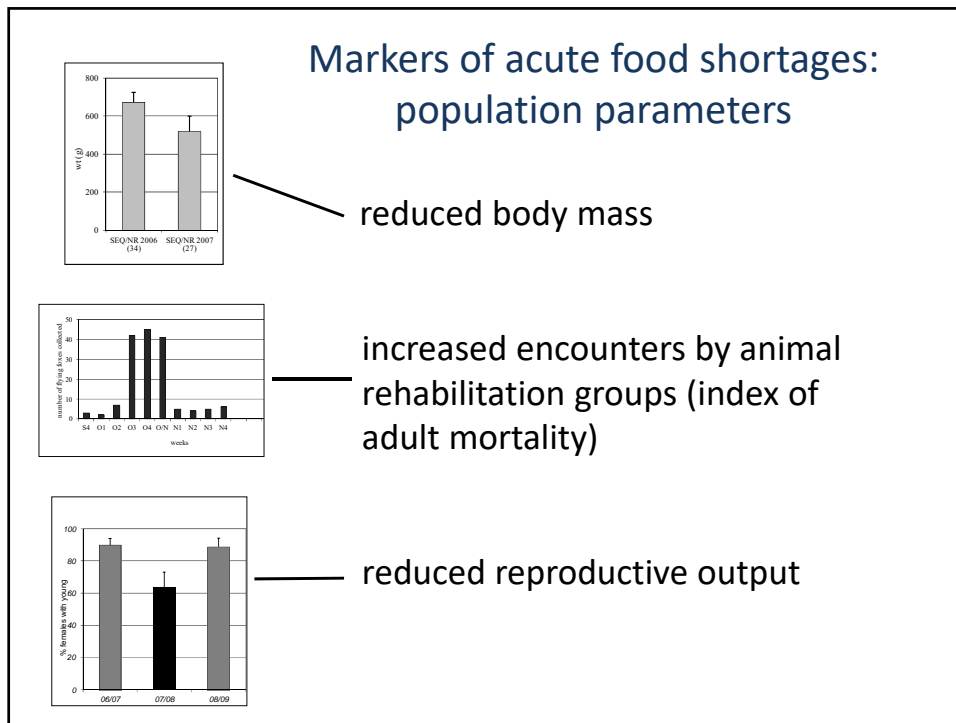 Markers of acute food shortages:
population parameters
800
600
400
200
0
wt (g)
SEQ/NR 2006
(34)
SEQ/NR 2007
(27)
reduced body mass
50
40
30
20
10
0
number of flying foxes collected
S4 O1 O2 O3 O4 O/N N1 N2 N3 N4
weeks
increased encounters by animal
rehabilitation groups (index of
adult mortality)
100
80
60
40
20
0
% females with young
06/07 07/08 08/09
reduced reproductive output